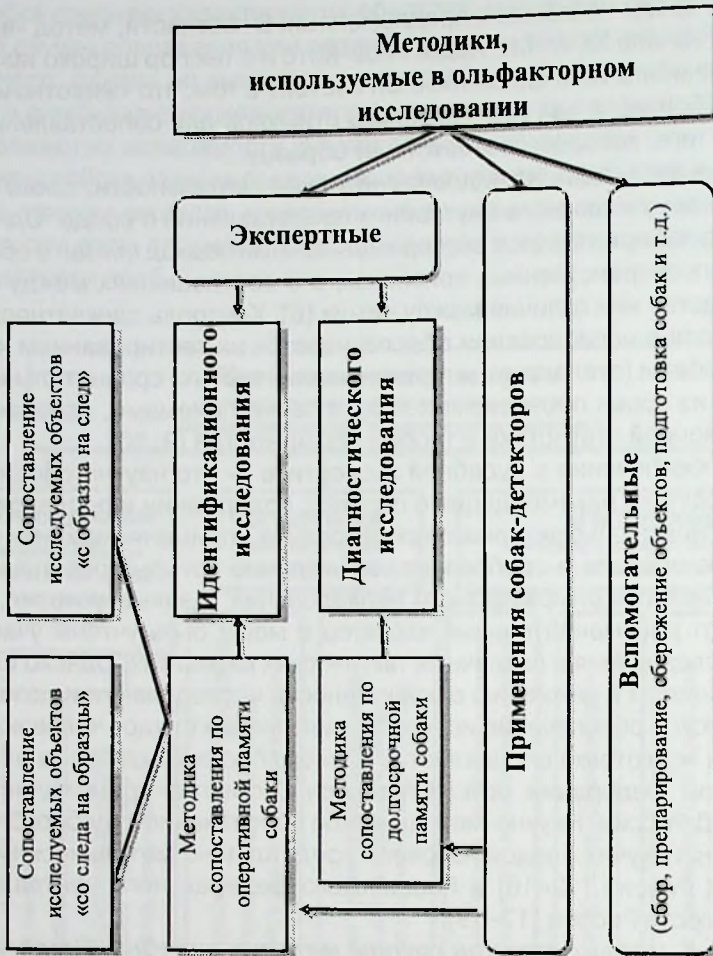 Методики,
используемые в ольфакторном
исследовании
Экспертные
Применения собак-детекторов
Вспомогательные
(сбор, препарирование, сбережение объектов, подготовка собак и т.д.)
Идентификационного
исследования
Диагностического
исследования
Методика
сопоставления по
оперативной памяти
собаки
Методика
сопоставления по
долгосрочной
памяти собаки
Сопоставление
иследуемых объектов
«со следа на образцы»
Сопоставление
иследуемых объектов
«с образца на след»